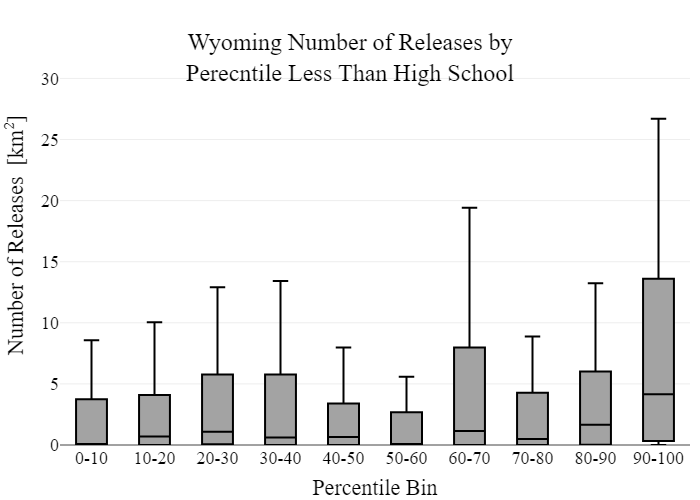 Wyoming Number of Releases by
Perecntile Less Than High School
Number of Releases [km²]
30
25
20
15
10
5
0
0-10 10-20 20-30 30-40 40-50 50-60 60-70 70-80 80-90 90-100
Percentile Bin